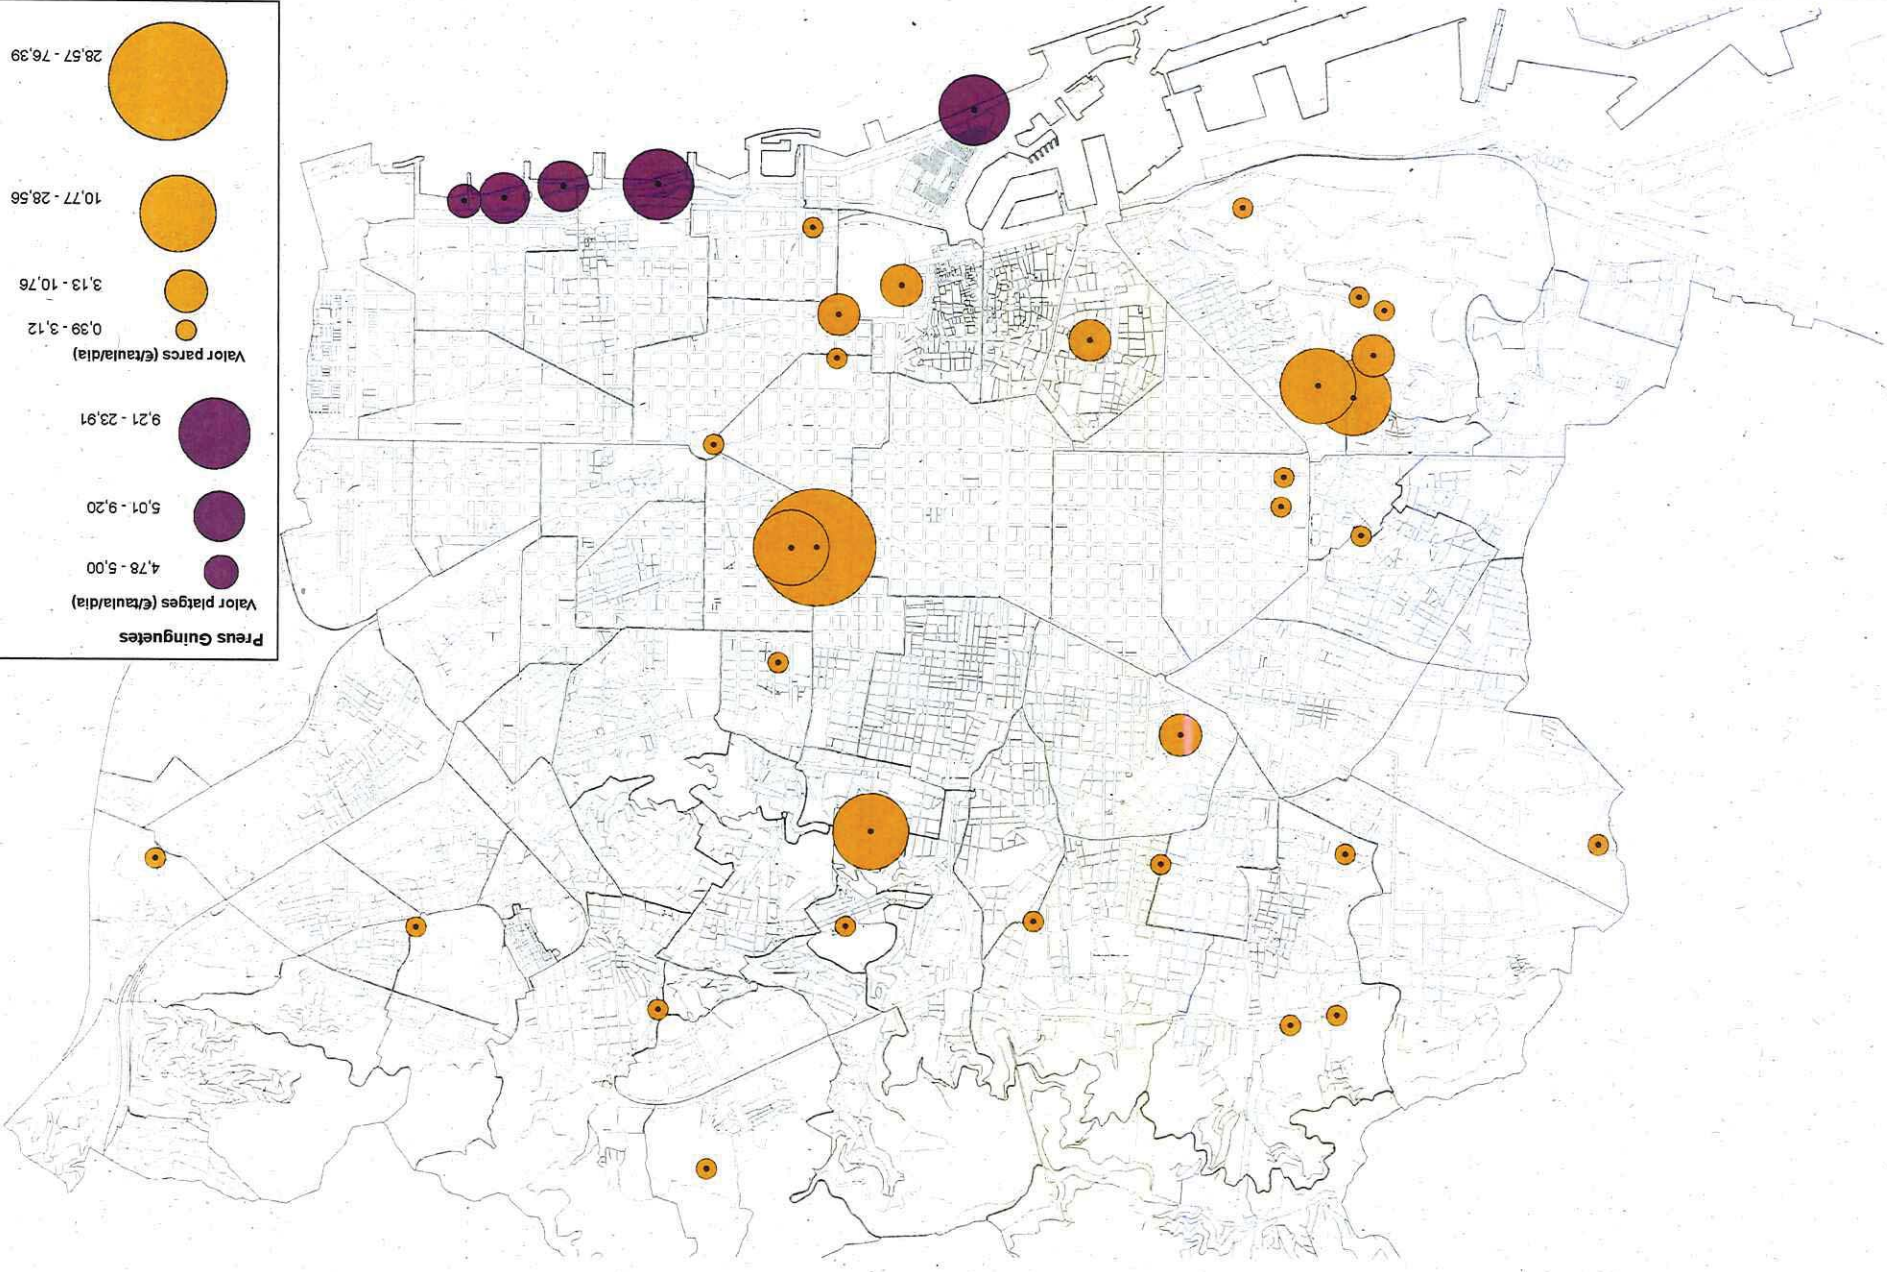 Preus Guinguetes
Valor platges (€/taula/dia)
4,78 - 5,00
5,01 - 9,20
9,21 - 23,91
Valor parcs (€/taula/dia)
0,39 - 3,12
3,13 - 10,76
10,77 - 28,56
28,57 - 76,39